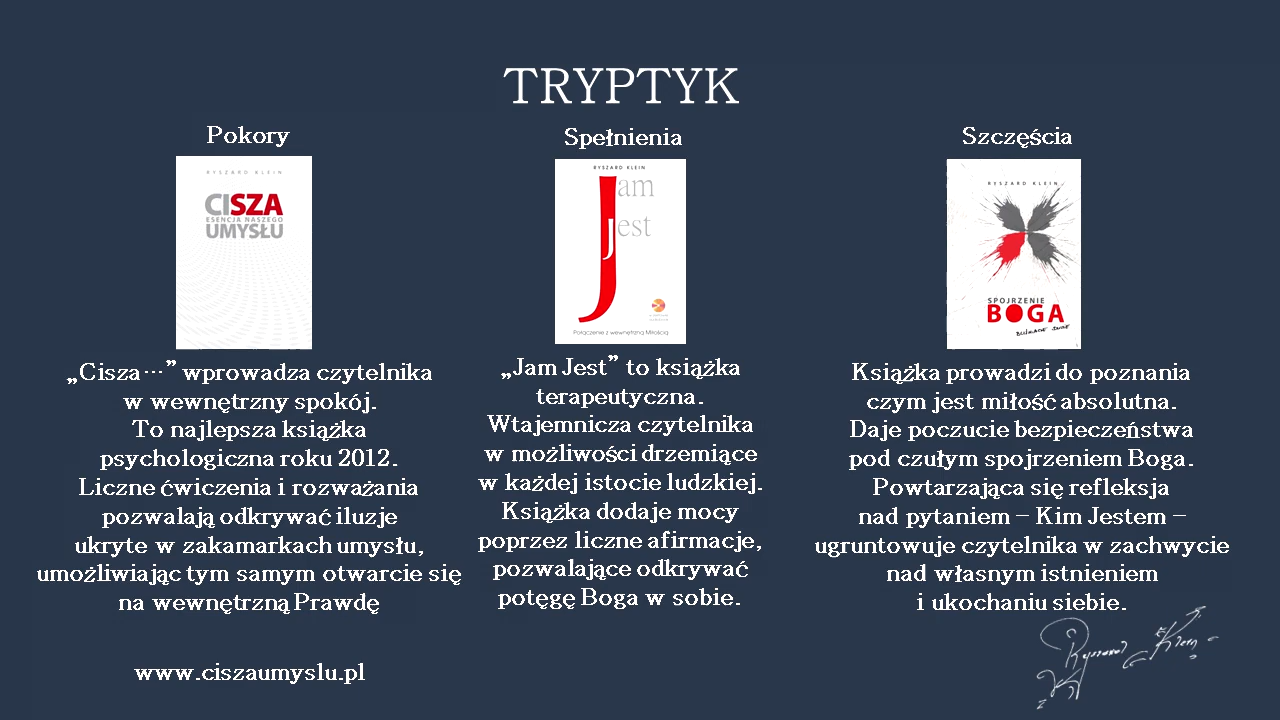 TRYPTYK
Pokory
RYSZARD KLEIN
CISZA
ESENCJA NASZEGO
UMYSŁU
„Cisza…” wprowadza czytelnika
w wewnętrzny spokój.
To najlepsza książka
psychologiczna roku 2012.
Liczne ćwiczenia i rozważania
pozwalają odkrywać iluzje
ukryte w zakamarkach umysłu,
umożliwiając tym samym otwarcie się
na wewnętrzną Prawdę
www.ciszaumyslu.pl
Spełnienia
RYSZARD KLEIN
Jam
Jest
Połączenie z wewnętrzną Miłością
„Jam Jest” to książka
terapeutyczna.
Wtajemnicza czytelnika
w możliwości drzemiące
w każdej istocie ludzkiej.
Książka dodaje mocy
poprzez liczne afirmacje,
pozwalające odkrywać
potęgę Boga w sobie.
Szczęścia
RYSZARD KLEIN
SPOJRZENIE
BOGA
Książka prowadzi do poznania
czym jest miłość absolutna.
Daje poczucie bezpieczeństwa
pod czułym spojrzeniem Boga.
Powtarzająca się refleksja
nad pytaniem – Kim Jestem –
ugruntowuje czytelnika w zachwycie
nad własnym istnieniem
i ukochaniu siebie.
Ryszard Klein